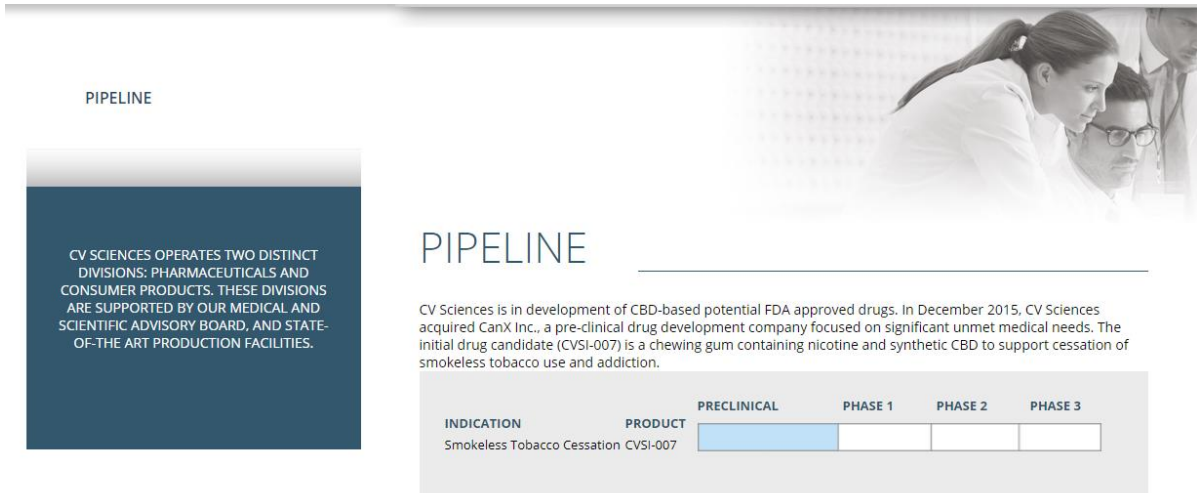 PIPELINE
CV SCIENCES OPERATES TWO DISTINCT
DIVISIONS: PHARMACEUTICALS AND
CONSUMER PRODUCTS. THESE DIVISIONS
ARE SUPPORTED BY OUR MEDICAL AND
SCIENTIFIC ADVISORY BOARD, AND STATE-
OF-THE ART PRODUCTION FACILITIES.
PIPELINE
CV Sciences is in development of CBD-based potential FDA approved drugs. In December 2015, CV Sciences
acquired CanX Inc., a pre-clinical drug development company focused on significant unmet medical needs. The
initial drug candidate (CVSI-007) is a chewing gum containing nicotine and synthetic CBD to support cessation of
smokeless tobacco use and addiction.
PRECLINICAL PHASE 1 PHASE 2 PHASE 3
INDICATION PRODUCT
Smokeless Tobacco Cessation CVSI-007